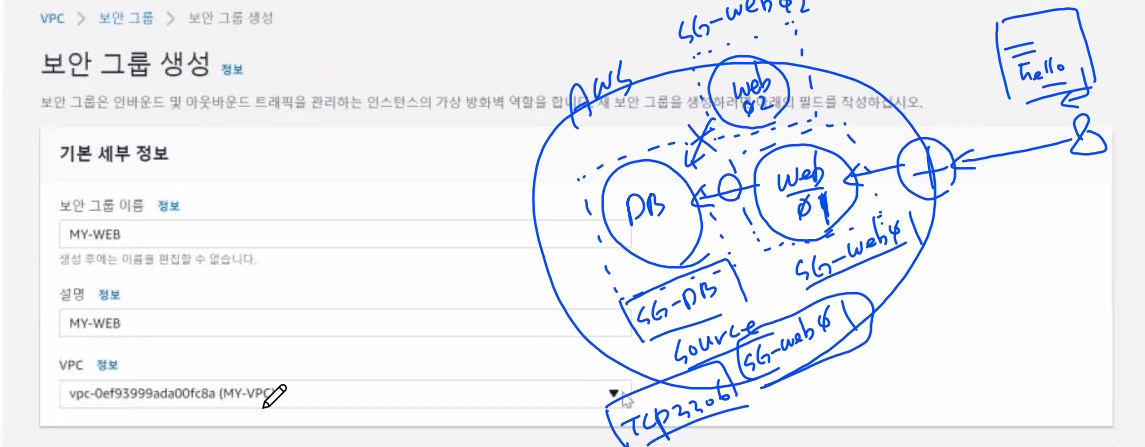 VPC > 보안 그룹 > 보안 그룹 생성
보안 그룹 생성 정보
보안 그룹은 인바운드 및 아웃바운드 트래픽을 관리하는 인스턴스의 가상 방화벽 역할을 합니다. 새 보안 그룹을 생성하려면 아래의 필드를 작성하십시오.
기본 세부 정보
보안 그룹 이름 정보
MY-WEB
생성 후에는 이름을 편집할 수 없습니다.
설명 정보
MY-WEB
VPC 정보
vpc-0ef93999ada00fc8a (MY-VPC)
SG-web02
AWS
web
02
hello
DB
web
01
SG-web01
SG-DB
source
SG-web01
TCP3306